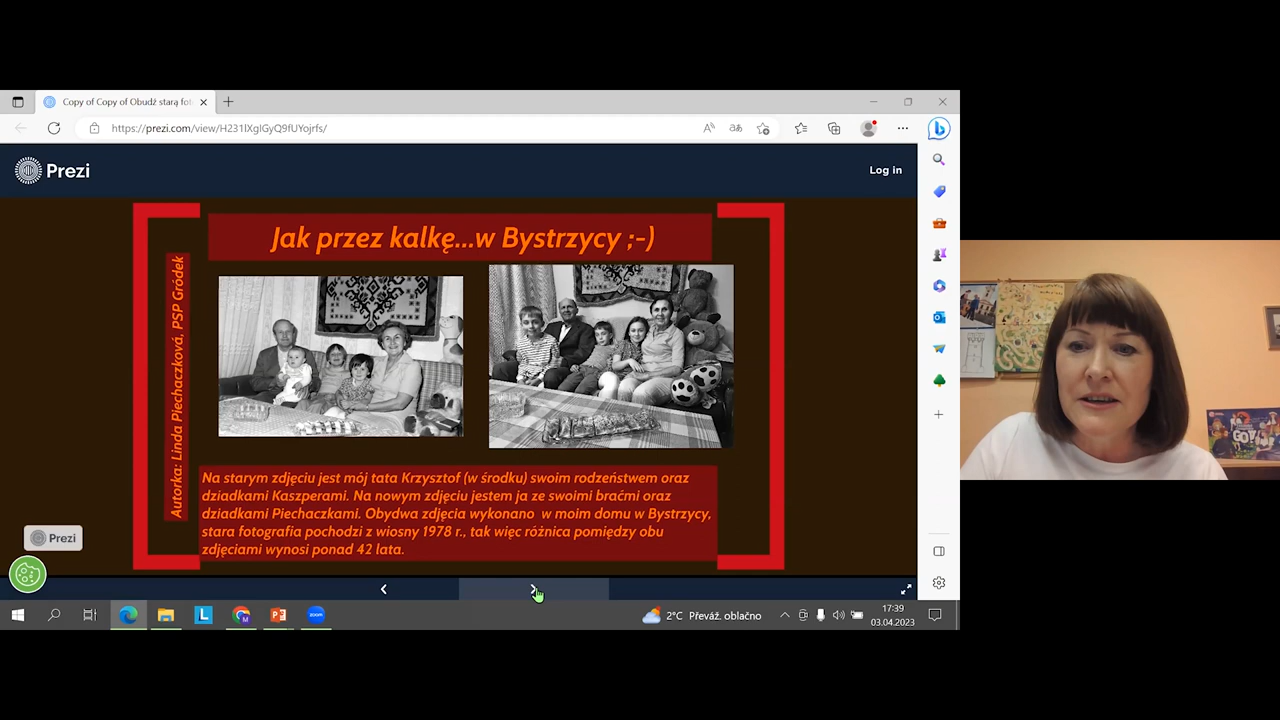 Copy of Copy of Obudź starą fot
https://prezi.com/view/H231lXgIGyQ9fUYojrfs/
Prezi
Log in
Jak przez kalkę...w Bystrzycy ;-)
Autorka: Linda Piechaczková, PSP Gródek
Na starym zdjęciu jest mój tata Krzysztof (w środku) swoim rodzeństwem oraz
dziadkami Kaszperami. Na nowym zdjęciu jestem ja ze swoimi braćmi oraz
dziadkami Piechaczkami. Obydwa zdjęcia wykonano w moim domu w Bystrzycy,
stara fotografia pochodzi z wiosny 1978 r., tak więc różnica pomiędzy obu
zdjęciami wynosi ponad 42 lata.
Prezi
2°C Převáž. oblačno
17:39
03.04.2023
zoom
GO!